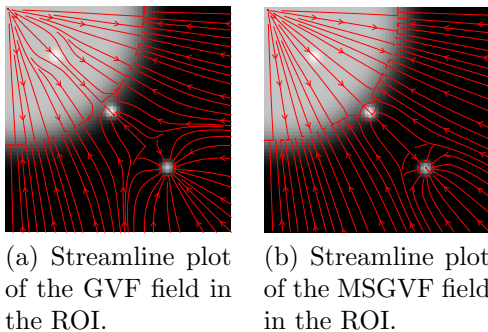 (a) Streamline plot
of the GVF field in
the ROI.
(b) Streamline plot
of the MSGVF field
in the ROI.